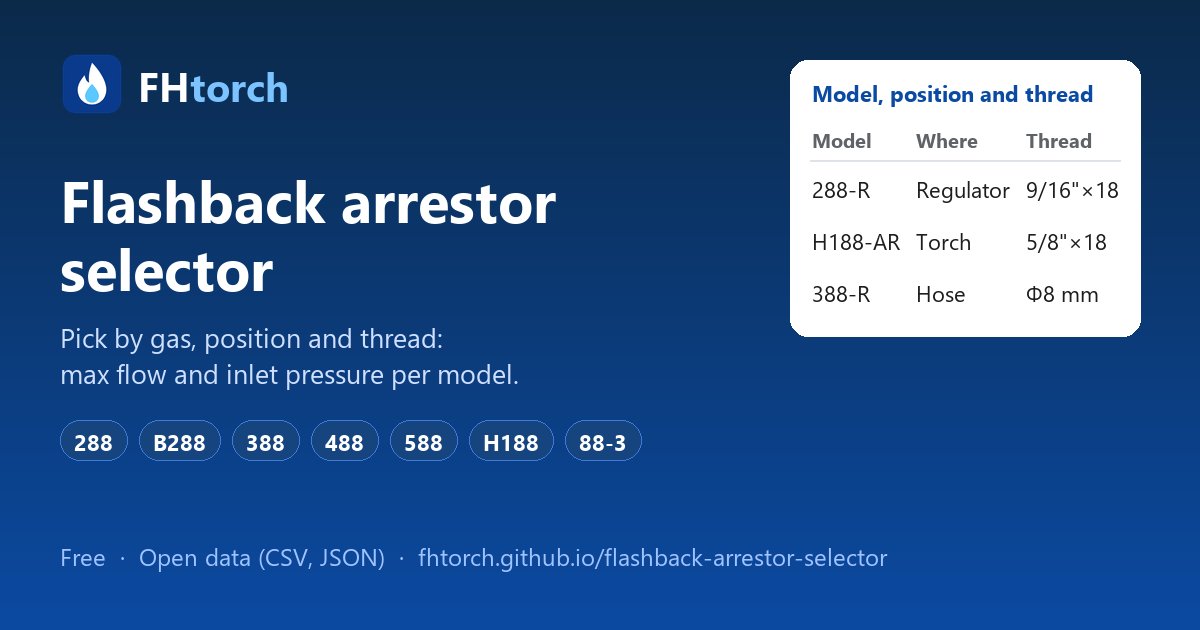 FHtorch
Flashback arrestor
selector
Pick by gas, position and thread:
max flow and inlet pressure per model.
288 B288 388 488 588 H188 88-3
Model, position and thread
Model Where Thread
288-R Regulator 9/16"×18
H188-AR Torch 5/8"×18
388-R Hose Φ8 mm
Free · Open data (CSV, JSON) · fhtorch.github.io/flashback-arrestor-selector